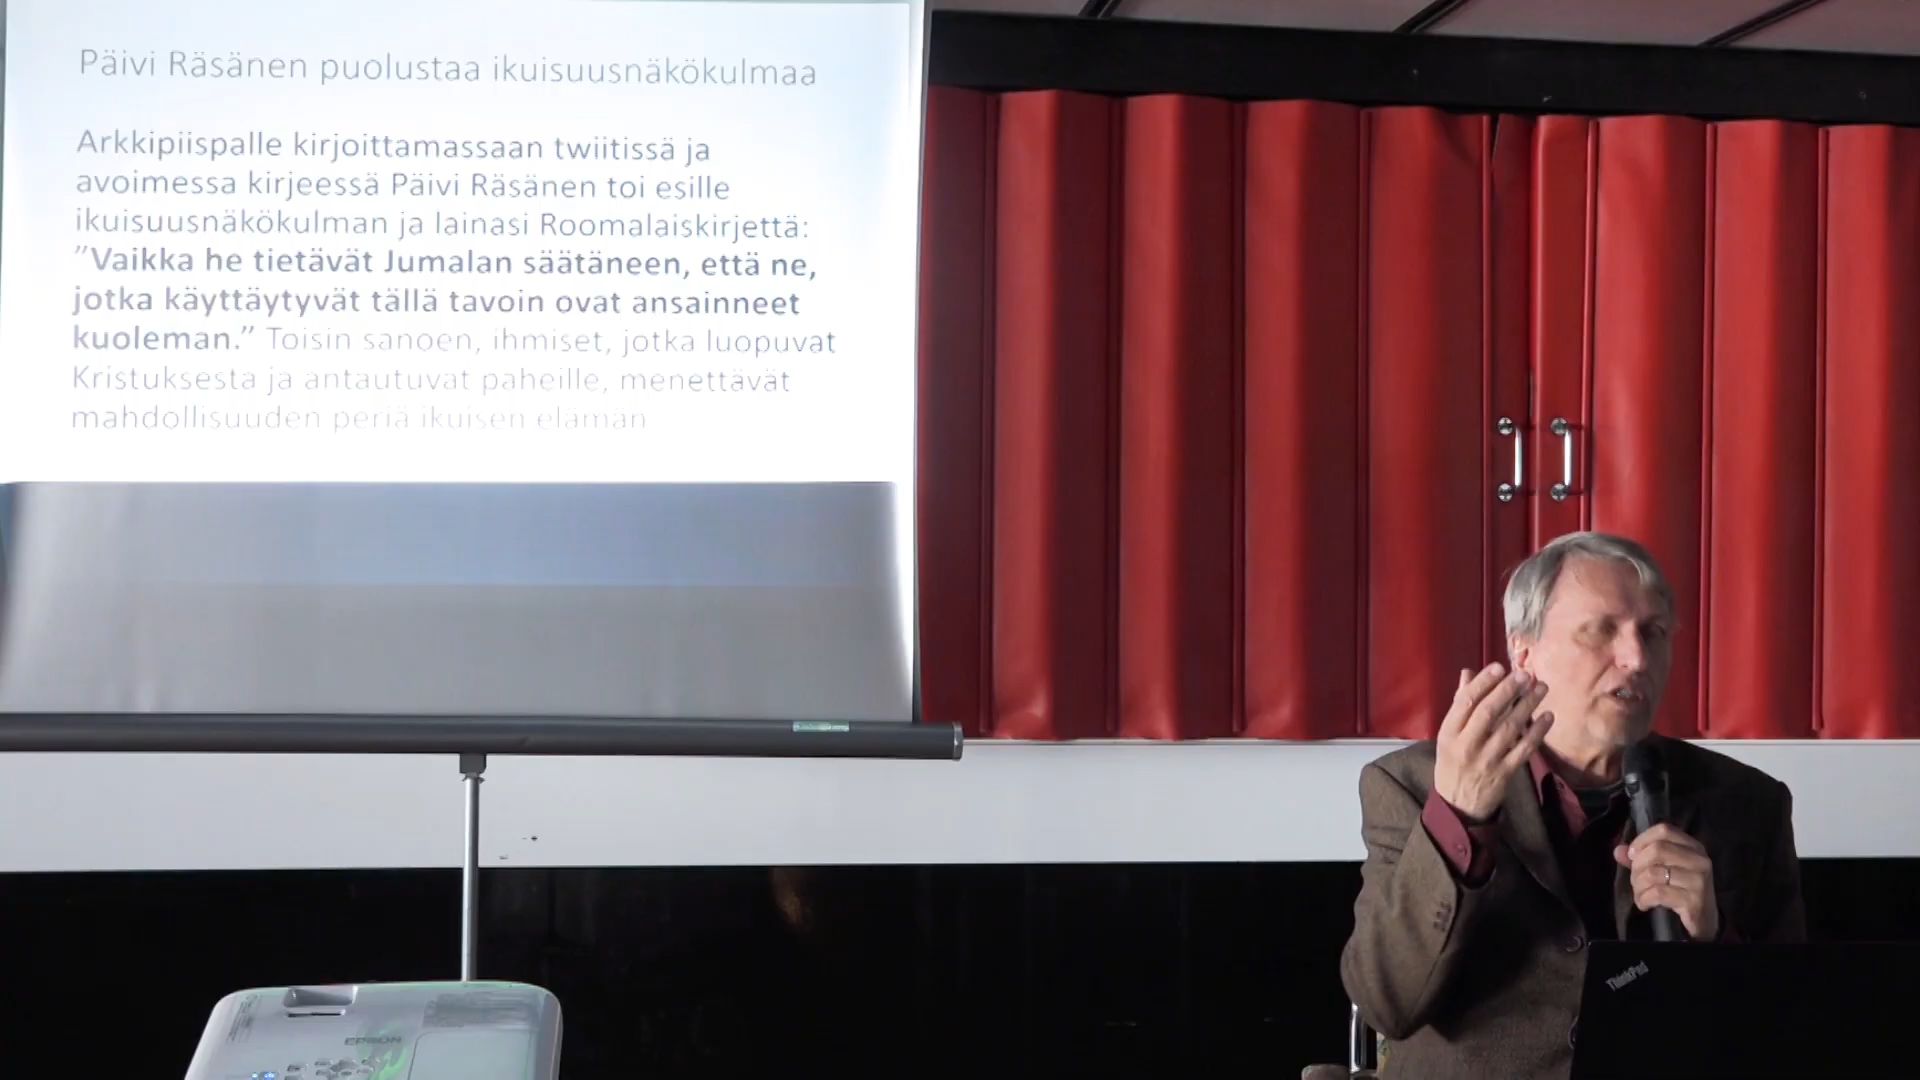 Päivi Räsänen puolustaa ikuisuusnäkökulmaa
Arkkipiispalle kirjoittamassaan twiitissä ja
avoimessa kirjeessä Päivi Räsänen toi esille
ikuisuusnäkökulman ja lainasi Roomalaiskirjettä:
”Vaikka he tietävät Jumalan säätäneen, että ne,
jotka käyttäytyvät tällä tavoin ovat ansainneet
kuoleman.” Toisin sanoen, ihmiset, jotka luopuvat
Kristuksesta ja antautuvat paheille, menettävät
mahdollisuuden periä ikuisen elämän
ThinkPad
EPSON